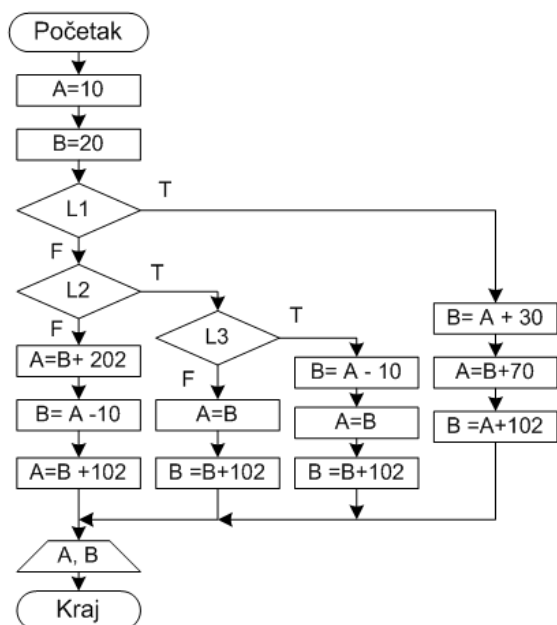 Početak
A=10
B=20
L1
T
F
L2
T
F
L3
T
F
A=B+ 202
B= A -10
A=B +102
A=B
B =B+102
B= A - 10
A=B
B =B+102
B= A + 30
A=B+70
B =A+102
A, B
Kraj